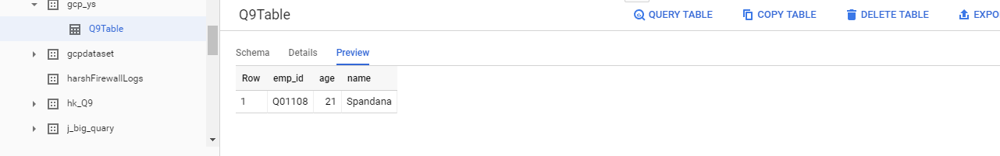 gcp_ys
Q9Table
gcpdataset
harshFirewallLogs
hk_Q9
j_big_quary
Q9Table
QUERY TABLE COPY TABLE DELETE TABLE EXPO
Schema Details Preview
Row emp_id age name
1 Q01108 21 Spandana